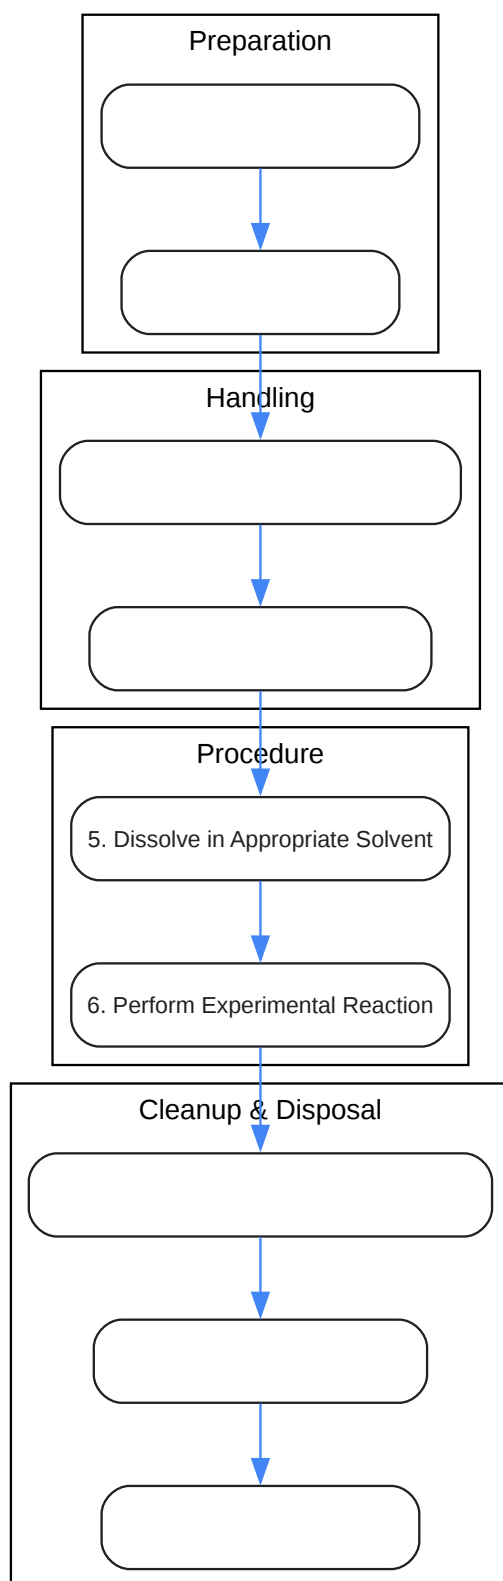 Preparation
Handling
Procedure
5. Dissolve in Appropriate Solvent
6. Perform Experimental Reaction
Cleanup & Disposal